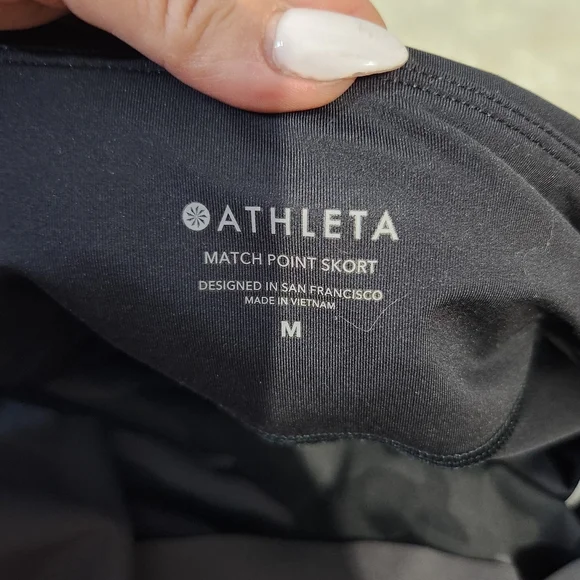 ATHLETA
MATCH POINT SKORT
DESIGNED IN SAN FRANCISCO
MADE IN VIETNAM
M